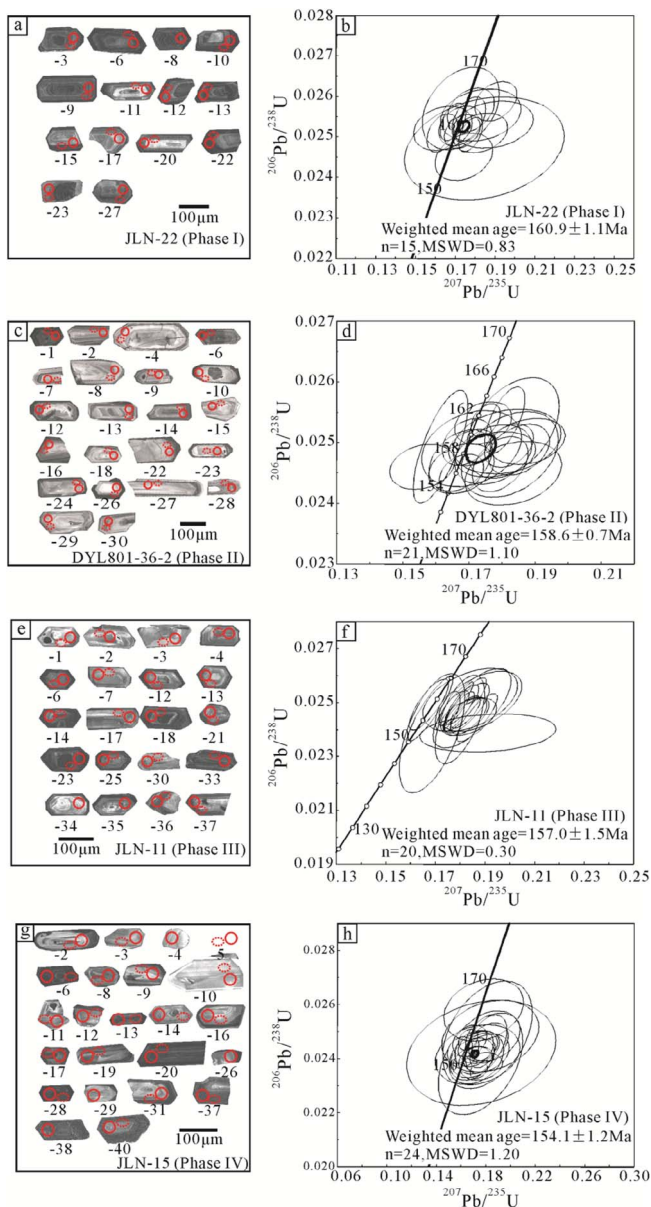 a
-3 -6 -8 -10
-9 -11 -12 -13
-15 -17 -20 -22
-23 -27
100μm
JLN-22 (Phase I)
b
0.028
0.027
0.026
0.025
0.024
0.023
0.022
²⁰⁶Pb/²³⁸U
170
150
JLN-22 (Phase I)
Weighted mean age=160.9±1.1Ma
n=15,MSWD=0.83
0.11 0.13 0.15 0.17 0.19 0.21 0.23 0.25
²⁰⁷Pb/²³⁵U
c
-1 -2 -4 -6
-7 -8 -9 -10
-12 -13 -14 -15
-16 -18 -22 -23
-24 -26 -27 -28
-29 -30
100μm
DYL801-36-2 (Phase II)
d
0.027
0.026
0.025
0.024
0.023
²⁰⁶Pb/²³⁸U
170
166
162
158
154
DYL801-36-2 (Phase II)
Weighted mean age=158.6±0.7Ma
n=21,MSWD=1.10
0.13 0.15 0.17 0.19 0.21
²⁰⁷Pb/²³⁵U
e
-1 -2 -3 -4
-6 -7 -12 -13
-14 -17 -18 -21
-23 -25 -30 -33
-34 -35 -36 -37
100μm
JLN-11 (Phase III)
f
0.027
0.025
0.023
0.021
0.019
²⁰⁶Pb/²³⁸U
170
150
130
JLN-11 (Phase III)
Weighted mean age=157.0±1.5Ma
n=20,MSWD=0.30
0.13 0.15 0.17 0.19 0.21 0.23 0.25
²⁰⁷Pb/²³⁵U
g
-2 -3 -4 -5
-6 -8 -9 -10
-11 -12 -13 -14 -16
-17 -19 -20 -26
-28 -29 -31 -37
-38 -40
100μm
JLN-15 (Phase IV)
h
0.028
0.026
0.024
0.022
0.020
²⁰⁶Pb/²³⁸U
170
150
JLN-15 (Phase IV)
Weighted mean age=154.1±1.2Ma
n=24,MSWD=1.20
0.06 0.10 0.14 0.18 0.22 0.26 0.30
²⁰⁷Pb/²³⁵U